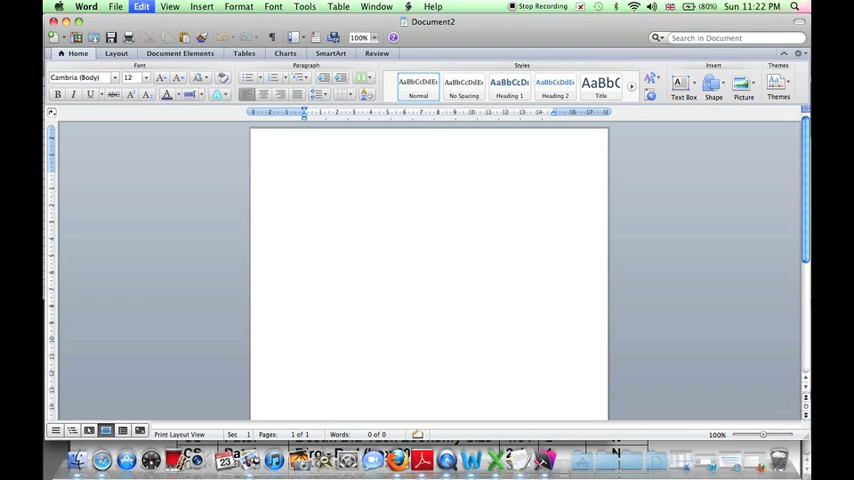 Word File Edit View Insert Format Font Tools Table Window Help Stop Recording (80%) Sun 11:22 PM
Document2
100% Search in Document
Home Layout Document Elements Tables Charts SmartArt Review
Font Paragraph Styles Insert Themes
Cambria (Body) 12
AaBbCcDdEe AaBbCcDdEe AaBbCcDc AaBbCcDdEe AaBbC
Normal No Spacing Heading 1 Heading 2 Title Text Box Shape Picture Themes
Print Layout View Sec 1 Pages: 1 of 1 Words: 0 of 0 100%